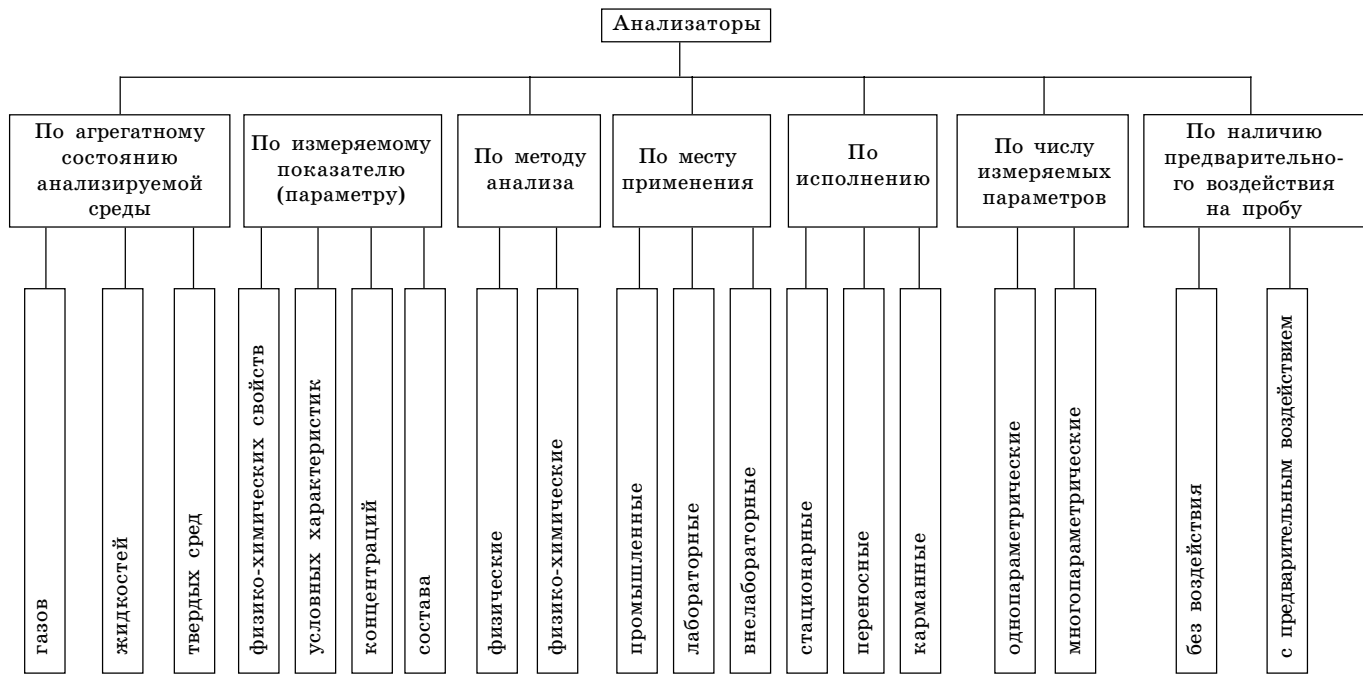 Анализаторы
По агрегатному
состоянию
анализируемой
среды
По измеряемому
показателю
(параметру)
По методу
анализа
По месту
применения
По
исполнению
По числу
измеряемых
параметров
По наличию
предварительно-
го воздействия
на пробу
газов
жидкостей
твердых сред
физико-химических свойств
условных характеристик
концентраций
состава
физические
физико-химические
промышленные
лабораторные
внелабораторные
стационарные
переносные
карманные
однопараметрические
многопараметрические
без воздействия
с предварительным воздействием